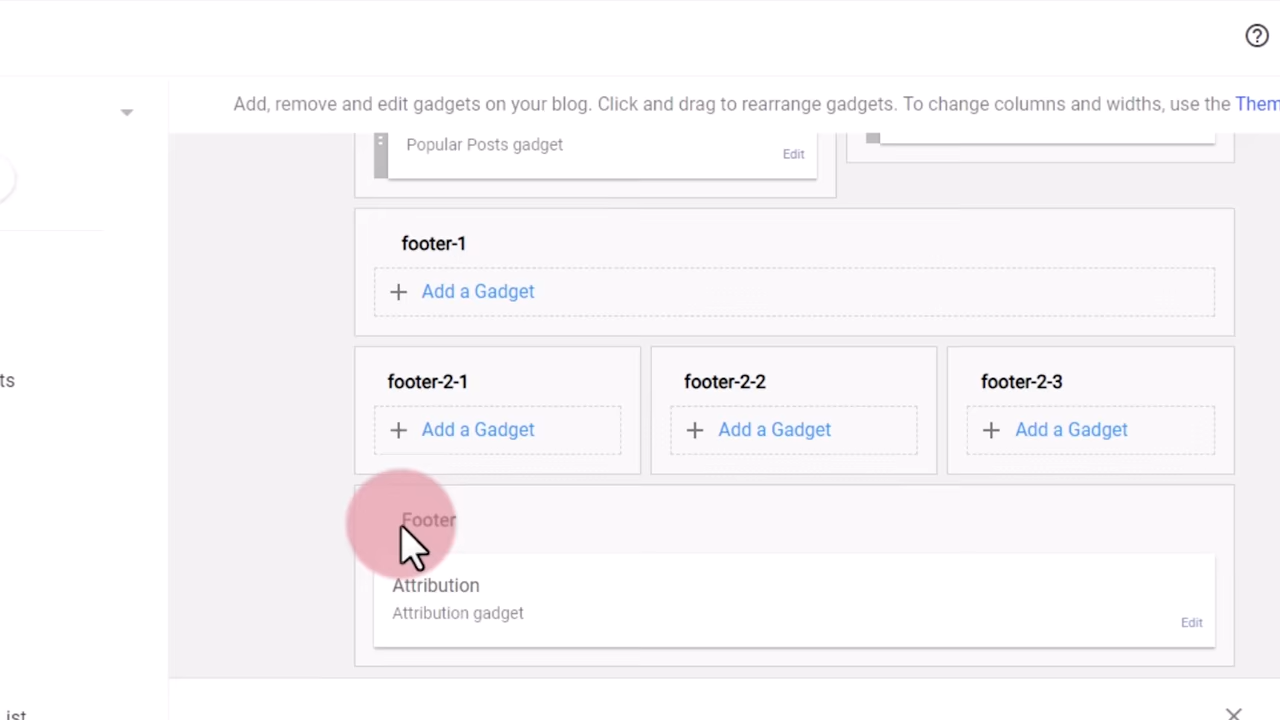 Add, remove and edit gadgets on your blog. Click and drag to rearrange gadgets. To change columns and widths, use the Them
Popular Posts gadget
Edit
footer-1
+ Add a Gadget
ts
footer-2-1
footer-2-2
footer-2-3
+ Add a Gadget
+ Add a Gadget
+ Add a Gadget
Footer
Attribution
Attribution gadget
Edit
ist